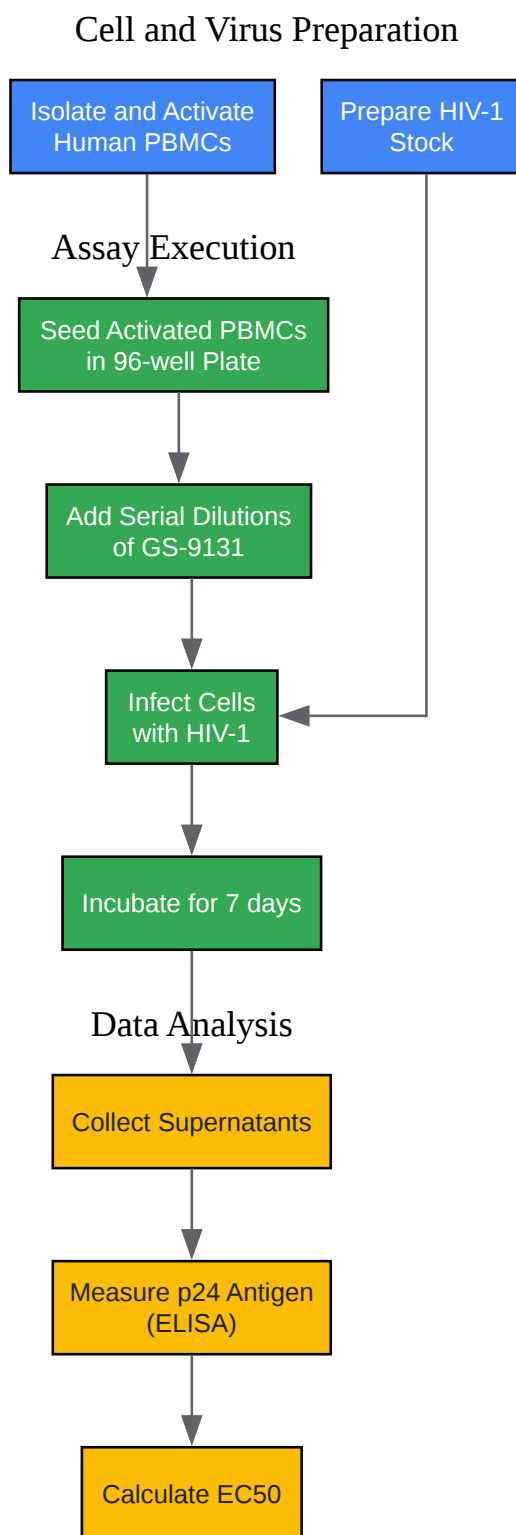 Cell and Virus Preparation
Isolate and Activate
Human PBMCs
Prepare HIV-1
Stock
Assay Execution
Seed Activated PBMCs
in 96-well Plate
Add Serial Dilutions
of GS-9131
Infect Cells
with HIV-1
Incubate for 7 days
Data Analysis
Collect Supernatants
Measure p24 Antigen
(ELISA)
Calculate EC50